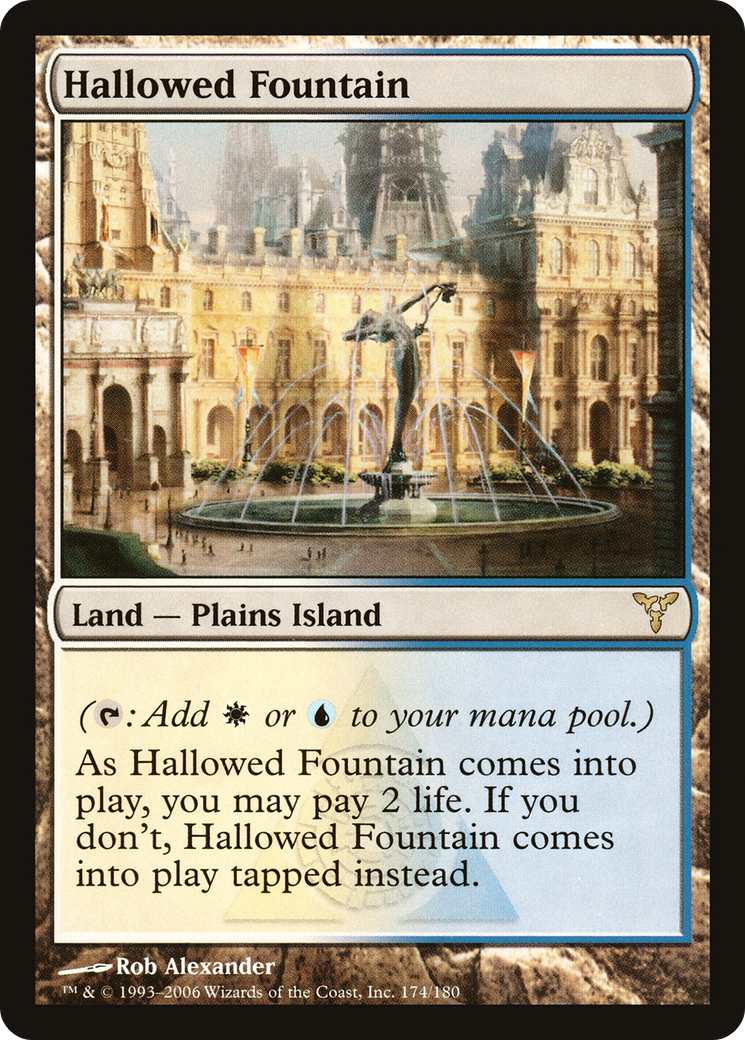 Hallowed Fountain
Land — Plains Island
(: Add or to your mana pool.)
As Hallowed Fountain comes into
play, you may pay 2 life. If you
don't, Hallowed Fountain comes
into play tapped instead.
Rob Alexander
™ & © 1993–2006 Wizards of the Coast, Inc. 174/180